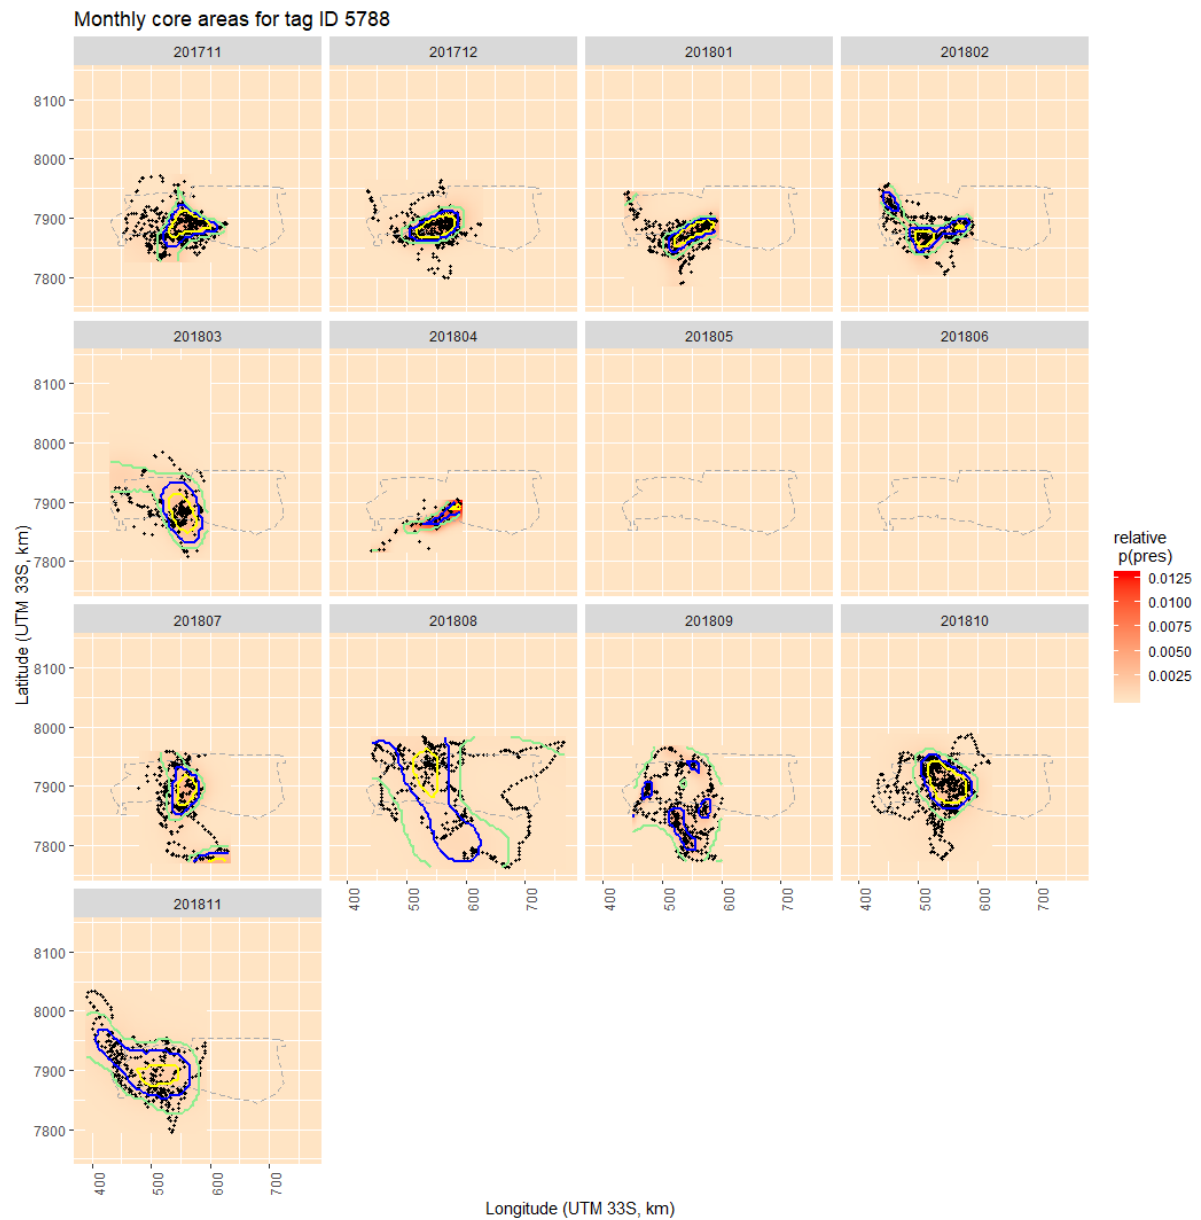 Monthly core areas for tag ID 5788
201711 201712 201801 201802
8100
8000
7900
7800
201803 201804 201805 201806
8100
8000
7900
7800
201807 201808 201809 201810
8100
8000
7900
7800
400 500 600 700 400 500 600 700 400 500 600 700
201811
8100
8000
7900
7800
400 500 600 700
Latitude (UTM 33S, km)
Longitude (UTM 33S, km)
relative
p(pres)
0.0125
0.0100
0.0075
0.0050
0.0025